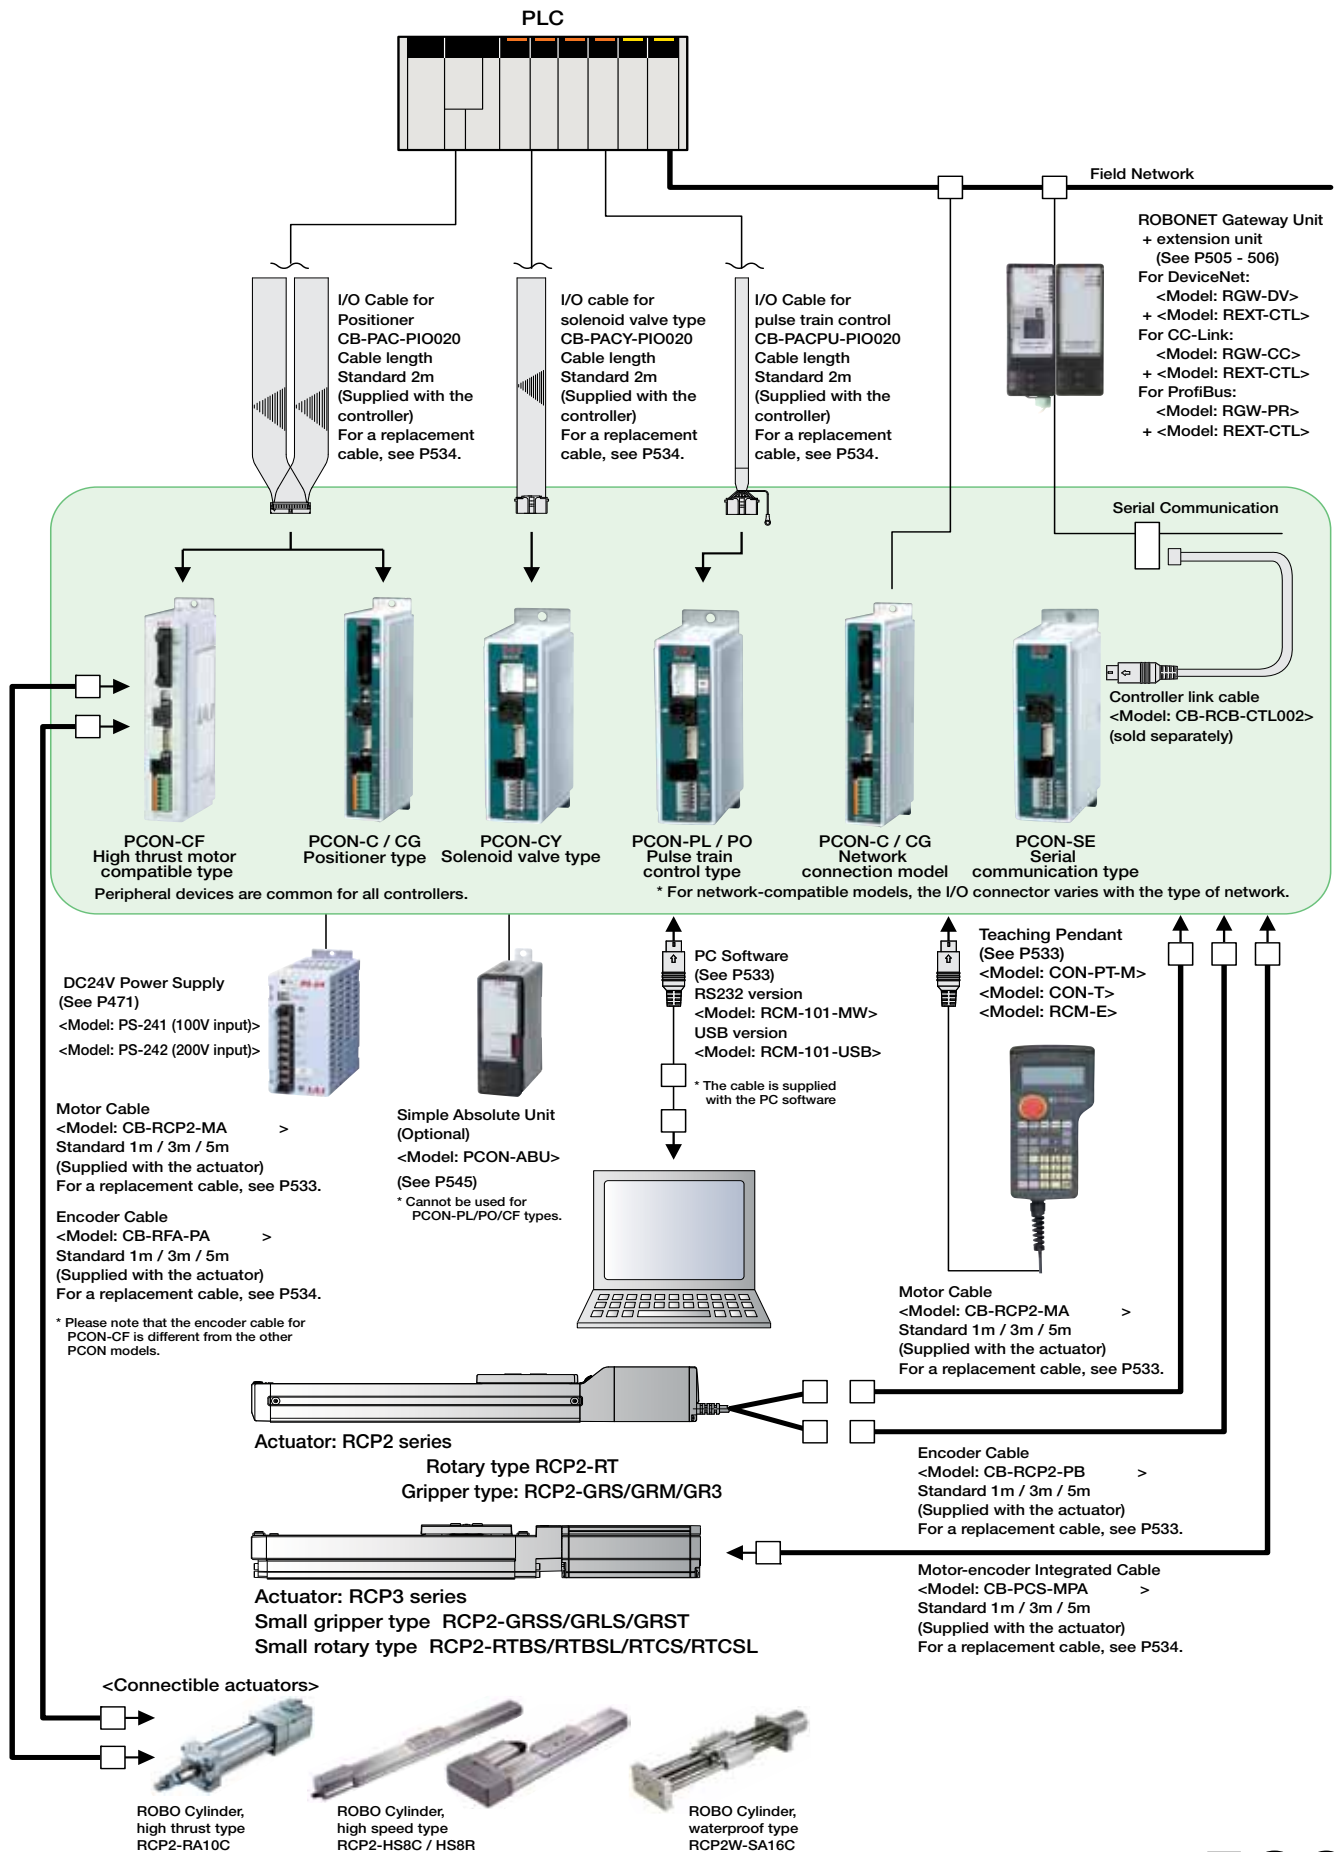 PLC
Field Network
ROBONET Gateway Unit
+ extension unit
(See P505 - 506)
For DeviceNet:
<Model: RGW-DV>
+ <Model: REXT-CTL>
For CC-Link:
<Model: RGW-CC>
+ <Model: REXT-CTL>
For ProfiBus:
<Model: RGW-PR>
+ <Model: REXT-CTL>
I/O Cable for
Positioner
CB-PAC-PIO020
Cable length
Standard 2m
(Supplied with the
controller)
For a replacement
cable, see P534.
I/O cable for
solenoid valve type
CB-PACY-PIO020
Cable length
Standard 2m
(Supplied with the
controller)
For a replacement
cable, see P534.
I/O Cable for
pulse train control
CB-PACPU-PIO020
Cable length
Standard 2m
(Supplied with the
controller)
For a replacement
cable, see P534.
Serial Communication
Controller link cable
<Model: CB-RCB-CTL002>
(sold separately)
PCON-CF
High thrust motor
compatible type
PCON-C / CG
Positioner type
PCON-CY
Solenoid valve type
PCON-PL / PO
Pulse train
control type
PCON-C / CG
Network
connection model
PCON-SE
Serial
communication type
Peripheral devices are common for all controllers.
* For network-compatible models, the I/O connector varies with the type of network.
DC24V Power Supply
(See P471)
<Model: PS-241 (100V input)>
<Model: PS-242 (200V input)>
Simple Absolute Unit
(Optional)
<Model: PCON-ABU>
(See P545)
* Cannot be used for
PCON-PL/PO/CF types.
PC Software
(See P533)
RS232 version
<Model: RCM-101-MW>
USB version
<Model: RCM-101-USB>
* The cable is supplied
with the PC software
Teaching Pendant
(See P533)
<Model: CON-PT-M>
<Model: CON-T>
<Model: RCM-E>
Motor Cable
<Model: CB-RCP2-MA >
Standard 1m / 3m / 5m
(Supplied with the actuator)
For a replacement cable, see P533.
Encoder Cable
<Model: CB-RFA-PA >
Standard 1m / 3m / 5m
(Supplied with the actuator)
For a replacement cable, see P534.
* Please note that the encoder cable for
PCON-CF is different from the other
PCON models.
Motor Cable
<Model: CB-RCP2-MA >
Standard 1m / 3m / 5m
(Supplied with the actuator)
For a replacement cable, see P533.
Actuator: RCP2 series
Rotary type RCP2-RT
Gripper type: RCP2-GRS/GRM/GR3
Encoder Cable
<Model: CB-RCP2-PB >
Standard 1m / 3m / 5m
(Supplied with the actuator)
For a replacement cable, see P533.
Actuator: RCP3 series
Small gripper type RCP2-GRSS/GRLS/GRST
Small rotary type RCP2-RTBS/RTBSL/RTCS/RTCSL
Motor-encoder Integrated Cable
<Model: CB-PCS-MPA >
Standard 1m / 3m / 5m
(Supplied with the actuator)
For a replacement cable, see P534.
<Connectible actuators>
ROBO Cylinder,
high thrust type
RCP2-RA10C
ROBO Cylinder,
high speed type
RCP2-HS8C / HS8R
ROBO Cylinder,
waterproof type
RCP2W-SA16C